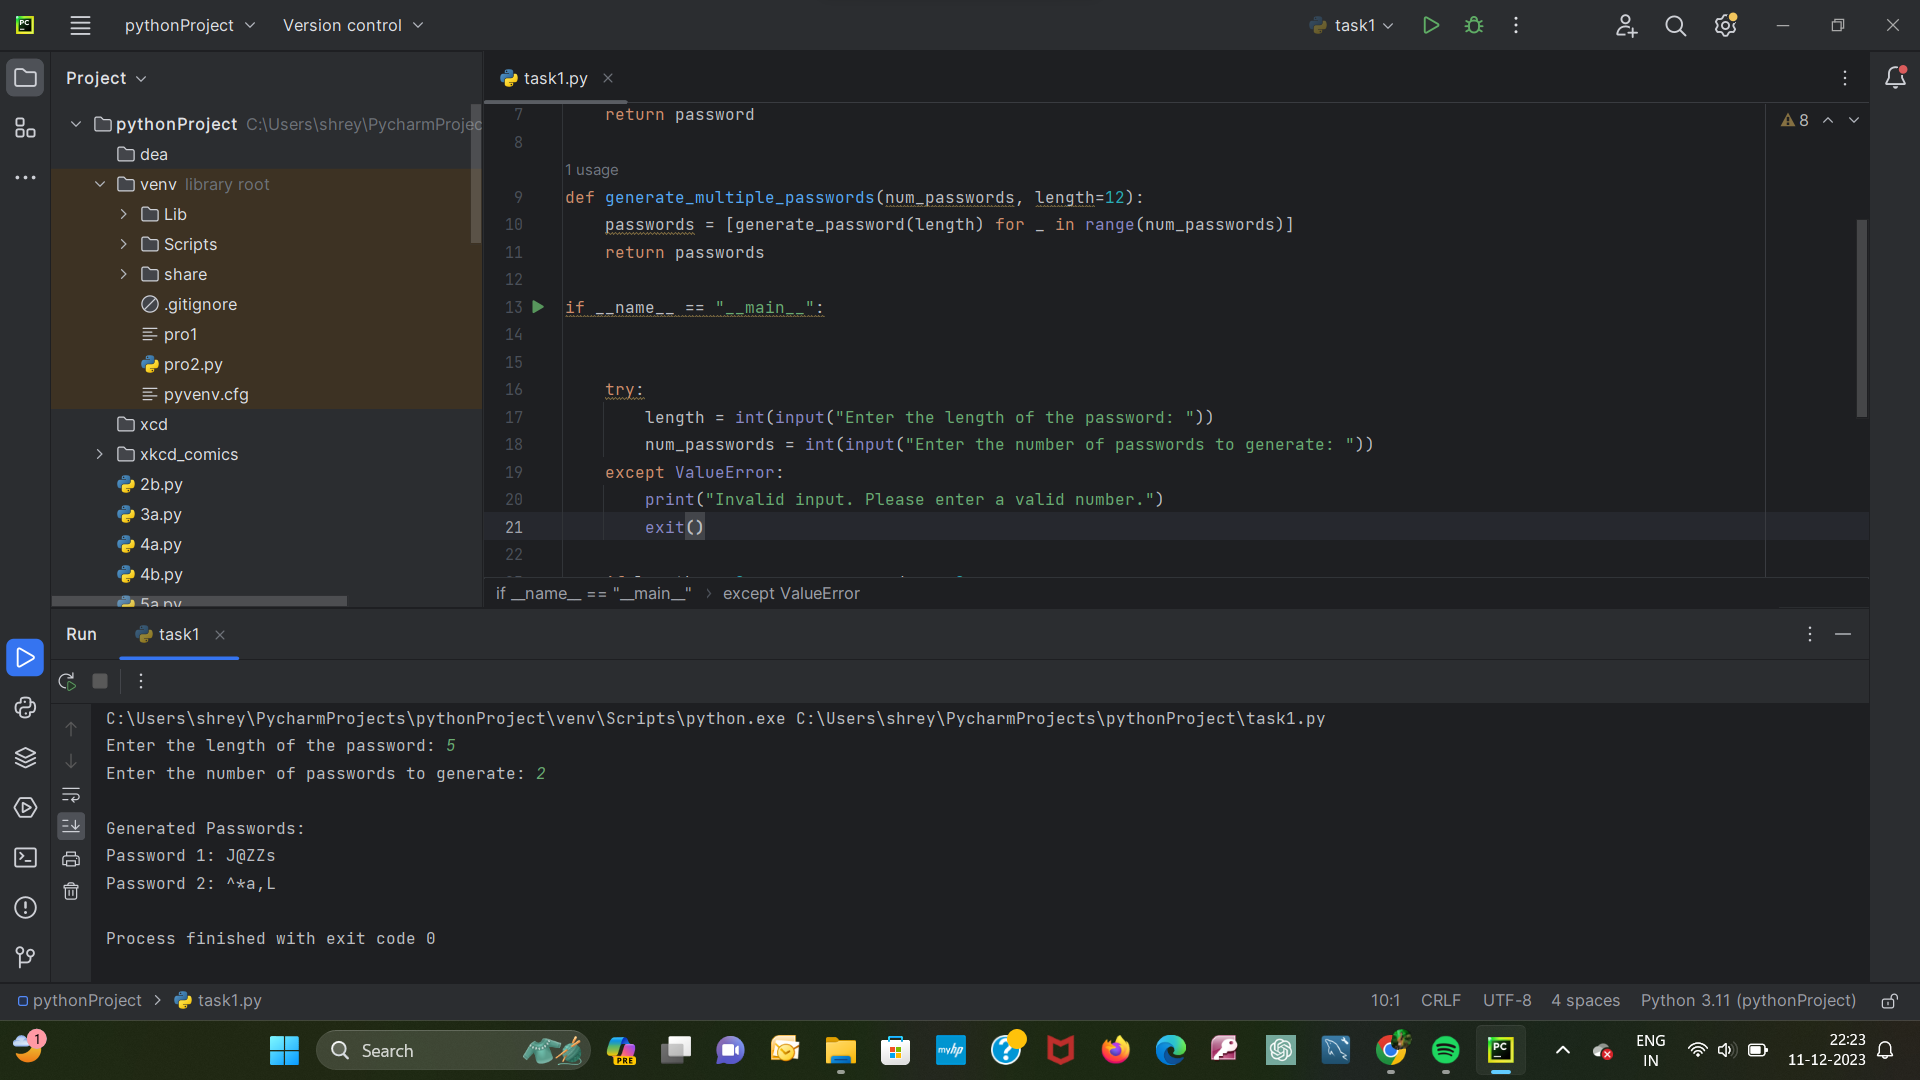 PC
pythonProject
Version control
task1
Project
pythonProject C:\Users\shrey\PycharmProjec
dea
venv library root
Lib
Scripts
share
.gitignore
pro1
pro2.py
pyvenv.cfg
xcd
xkcd_comics
2b.py
3a.py
4a.py
4b.py
5a.py
task1.py
8
7 return password
8
1 usage
9 def generate_multiple_passwords(num_passwords, length=12):
10 passwords = [generate_password(length) for _ in range(num_passwords)]
11 return passwords
12
13 if __name__ == "__main__":
14
15
16 try:
17 length = int(input("Enter the length of the password: "))
18 num_passwords = int(input("Enter the number of passwords to generate: "))
19 except ValueError:
20 print("Invalid input. Please enter a valid number.")
21 exit()
22
if __name__ == "__main__" > except ValueError
Run
task1
C:\Users\shrey\PycharmProjects\pythonProject\venv\Scripts\python.exe C:\Users\shrey\PycharmProjects\pythonProject\task1.py
Enter the length of the password: 5
Enter the number of passwords to generate: 2
Generated Passwords:
Password 1: J@ZZs
Password 2: ^*a,L
Process finished with exit code 0
pythonProject > task1.py
10:1 CRLF UTF-8 4 spaces Python 3.11 (pythonProject)
1
Search
PRE
myhp
PC
ENG
IN
22:23
11-12-2023